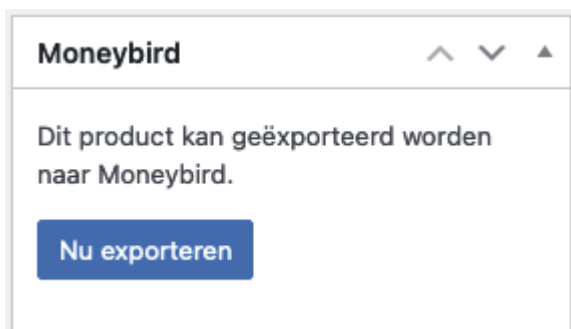 Moneybird
Dit product kan geëxporteerd worden
naar Moneybird.
Nu exporteren